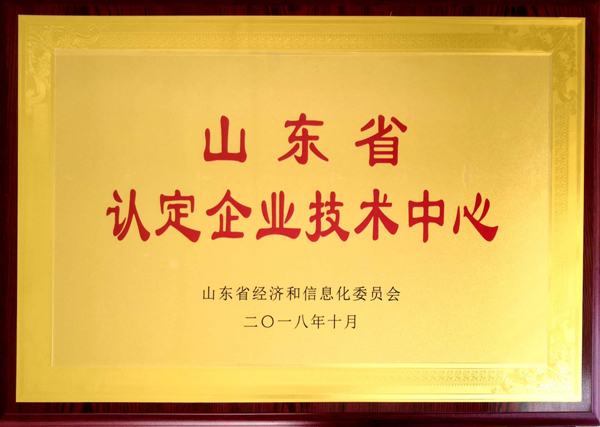 山东省
认定企业技术中心
山东省经济和信息化委员会
二〇一八年十月